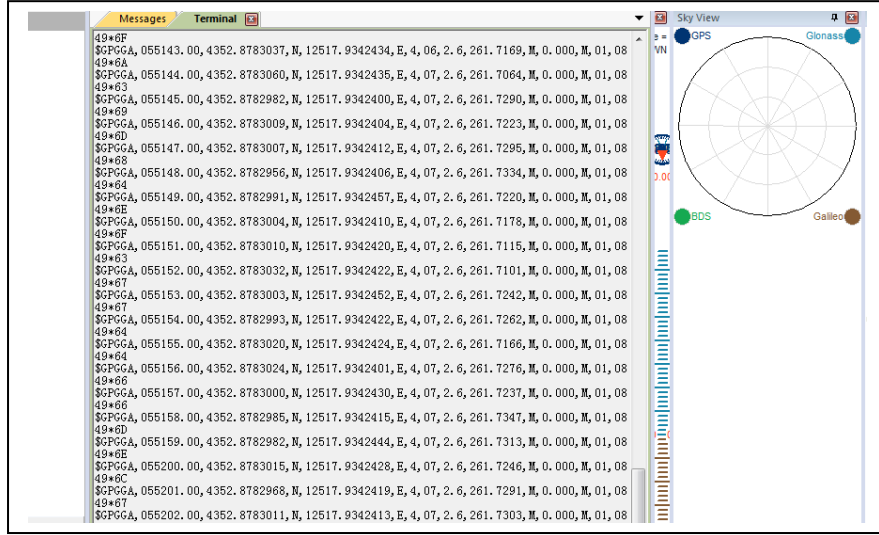 Messages
Terminal
Sky View
49*6F
$GPGGA,055143.00,4352.8783037,N,12517.9342434,E,4,06,2.6,261.7169,M,0.000,M,01,08
49*6A
$GPGGA,055144.00,4352.8783060,N,12517.9342435,E,4,07,2.6,261.7064,M,0.000,M,01,08
49*63
$GPGGA,055145.00,4352.8782982,N,12517.9342400,E,4,07,2.6,261.7290,M,0.000,M,01,08
49*69
$GPGGA,055146.00,4352.8783009,N,12517.9342404,E,4,07,2.6,261.7223,M,0.000,M,01,08
49*6D
$GPGGA,055147.00,4352.8783007,N,12517.9342412,E,4,07,2.6,261.7295,M,0.000,M,01,08
49*68
$GPGGA,055148.00,4352.8782956,N,12517.9342406,E,4,07,2.6,261.7334,M,0.000,M,01,08
49*64
$GPGGA,055149.00,4352.8782991,N,12517.9342457,E,4,07,2.6,261.7220,M,0.000,M,01,08
49*6E
$GPGGA,055150.00,4352.8783004,N,12517.9342410,E,4,07,2.6,261.7178,M,0.000,M,01,08
49*6F
$GPGGA,055151.00,4352.8783010,N,12517.9342420,E,4,07,2.6,261.7115,M,0.000,M,01,08
49*63
$GPGGA,055152.00,4352.8783032,N,12517.9342422,E,4,07,2.6,261.7101,M,0.000,M,01,08
49*67
$GPGGA,055153.00,4352.8783003,N,12517.9342452,E,4,07,2.6,261.7242,M,0.000,M,01,08
49*67
$GPGGA,055154.00,4352.8782993,N,12517.9342422,E,4,07,2.6,261.7262,M,0.000,M,01,08
49*64
$GPGGA,055155.00,4352.8783020,N,12517.9342424,E,4,07,2.6,261.7166,M,0.000,M,01,08
49*64
$GPGGA,055156.00,4352.8783024,N,12517.9342401,E,4,07,2.6,261.7276,M,0.000,M,01,08
49*66
$GPGGA,055157.00,4352.8783000,N,12517.9342430,E,4,07,2.6,261.7237,M,0.000,M,01,08
49*66
$GPGGA,055158.00,4352.8782985,N,12517.9342415,E,4,07,2.6,261.7347,M,0.000,M,01,08
49*6D
$GPGGA,055159.00,4352.8782982,N,12517.9342444,E,4,07,2.6,261.7313,M,0.000,M,01,08
49*6E
$GPGGA,055200.00,4352.8783015,N,12517.9342428,E,4,07,2.6,261.7246,M,0.000,M,01,08
49*6C
$GPGGA,055201.00,4352.8782968,N,12517.9342419,E,4,07,2.6,261.7291,M,0.000,M,01,08
49*67
$GPGGA,055202.00,4352.8783011,N,12517.9342413,E,4,07,2.6,261.7303,M,0.000,M,01,08
GPS
Glonass
BDS
Galileo